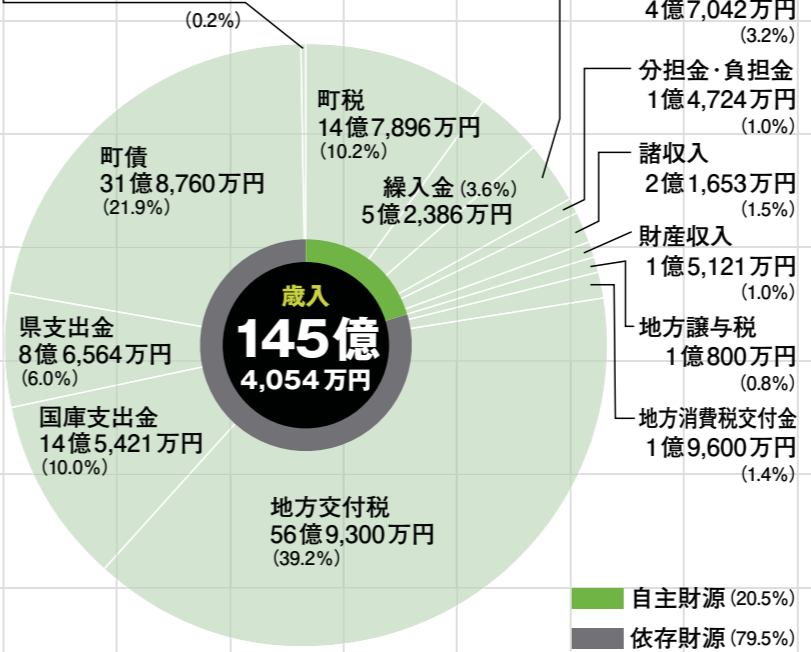 (0.2%)
4億7,042万円
(3.2%)
分担金・負担金
1億4,724万円
(1.0%)
諸収入
2億1,653万円
(1.5%)
財産収入
1億5,121万円
(1.0%)
地方譲与税
1億800万円
(0.8%)
地方消費税交付金
1億9,600万円
(1.4%)
町税
14億7,896万円
(10.2%)
繰入金(3.6%)
5億2,386万円
町債
31億8,760万円
(21.9%)
県支出金
8億6,564万円
(6.0%)
国庫支出金
14億5,421万円
(10.0%)
地方交付税
56億9,300万円
(39.2%)
歳入
145億
4,054万円
自主財源(20.5%)
依存財源(79.5%)